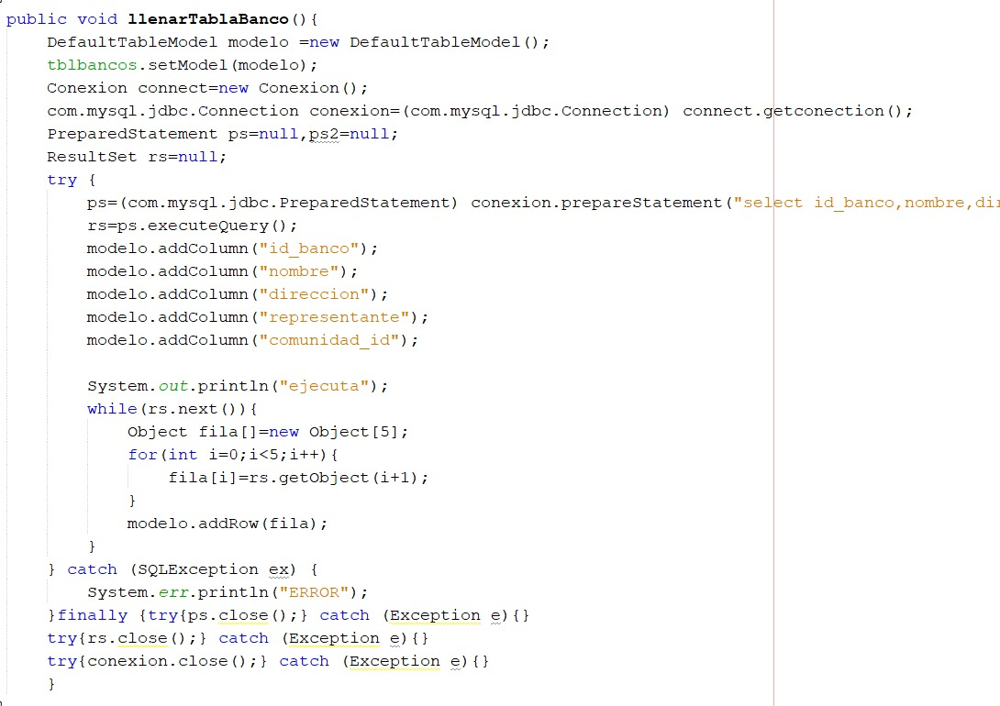 public void llenarTablaBanco(){
    DefaultTableModel modelo =new DefaultTableModel();
    tblbancos.setModel(modelo);
    Conexion connect=new Conexion();
    com.mysql.jdbc.Connection conexion=(com.mysql.jdbc.Connection) connect.getconection();
    PreparedStatement ps=null,ps2=null;
    ResultSet rs=null;
    try {
        ps=(com.mysql.jdbc.PreparedStatement) conexion.prepareStatement("select id_banco,nombre,dir
        rs=ps.executeQuery();
        modelo.addColumn("id_banco");
        modelo.addColumn("nombre");
        modelo.addColumn("direccion");
        modelo.addColumn("representante");
        modelo.addColumn("comunidad_id");
        System.out.println("ejecuta");
        while(rs.next()){
            Object fila[]=new Object[5];
            for(int i=0;i<5;i++){
                fila[i]=rs.getObject(i+1);
            }
            modelo.addRow(fila);
        }
    } catch (SQLException ex) {
        System.err.println("ERROR");
    }finally {try{ps.close();} catch (Exception e){}
    try{rs.close();} catch (Exception e){}
    try{conexion.close();} catch (Exception e){}
    }